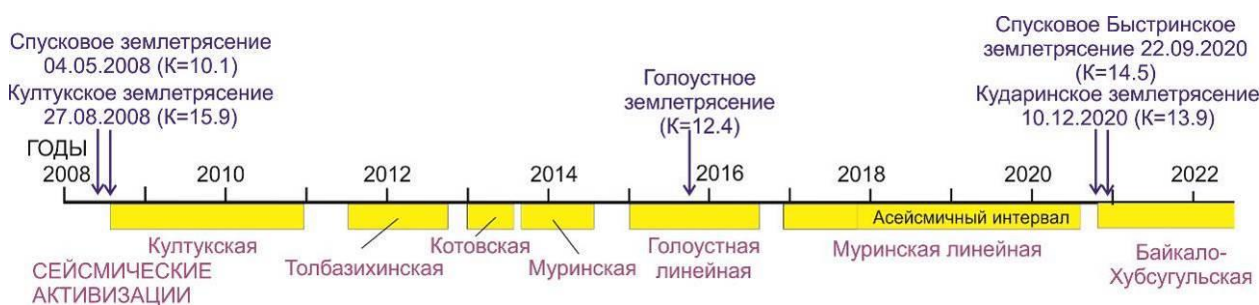 Спусковое землетрясение
04.05.2008 (К=10.1)
Култукское землетрясение
27.08.2008 (К=15.9)
Голоустное
землетрясение
(К=12.4)
Спусковое Быстринское
землетрясение 22.09.2020
(К=14.5)
Кударинское землетрясение
10.12.2020 (К=13.9)
ГОДЫ
2008 2010 2012 2014 2016 2018 2020 2022
Асейсмичный интервал
Култукская
Толбазихинская
Котовская
Муринская
Голоустная
линейная
Муринская линейная
Байкало-
Хубсугульская
СЕЙСМИЧЕСКИЕ
АКТИВИЗАЦИИ